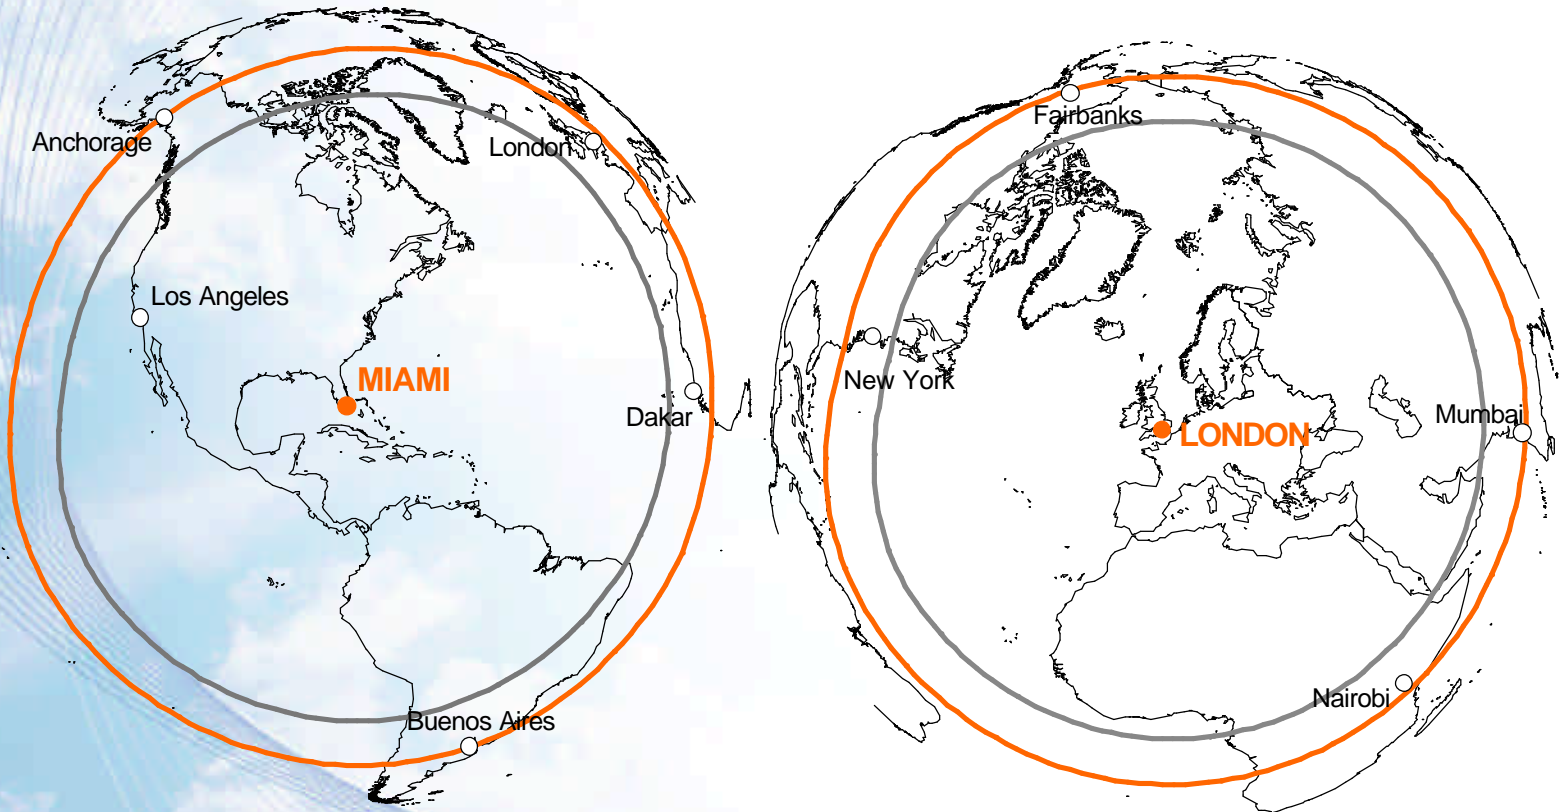 Anchorage
London
Los Angeles
MIAMI
Dakar
Buenos Aires
Fairbanks
New York
LONDON
Mumbai
Nairobi